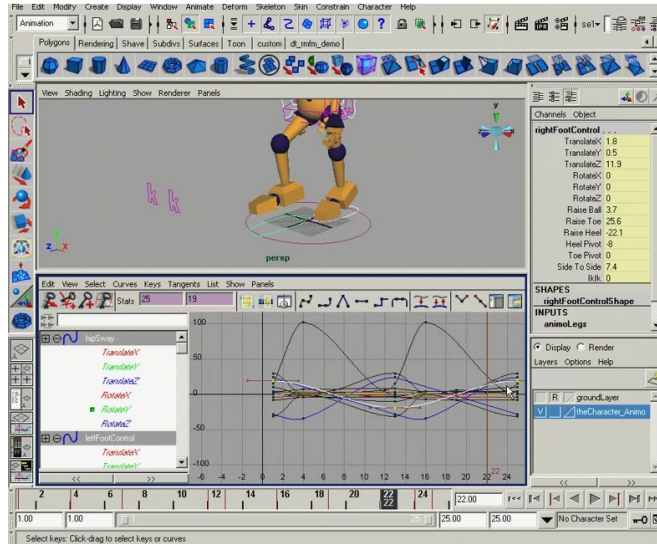 File Edit Modify Create Display Window Animate Deform Skeleton Skin Constrain Character Help
Animation
sel-
Polygons Rendering Shave Subdivs Surfaces Toon custom dt_rmfm_demo
View Shading Lighting Show Renderer Panels
Channels Object
rightFootControl . . .
TranslateX 1.8
TranslateY 0.5
TranslateZ 11.9
RotateX 0
RotateY 0
RotateZ 0
Raise Ball 3.7
Raise Toe 25.6
Raise Heel -22.1
Heel Pivot -8
Toe Pivot 0
Side To Side 7.4
Ikfk 0
SHAPES
rightFootControlShape
INPUTS
animoLegs
y
z x
k k
persp
Edit View Select Curves Keys Tangents List Show Panels
Stats 25 19
hipSway
TranslateX
TranslateY
TranslateZ
RotateX
RotateY
RotateZ
leftFootControl
TranslateX
TranslateY
<< >>
100
50
0
-50
-100
-6 -4 -2 0 2 4 6 8 10 12 14 16 18 20 22 22 24
Display Render
Layers Options Help
R groundLayer
V theCharacter_Animo
<< >>
2 4 6 8 10 12 14 16 18 20 22 24
22
22.00
1.00 1.00 1 25 25.00 25.00 No Character Set
Select keys: Click-drag to select keys or curves